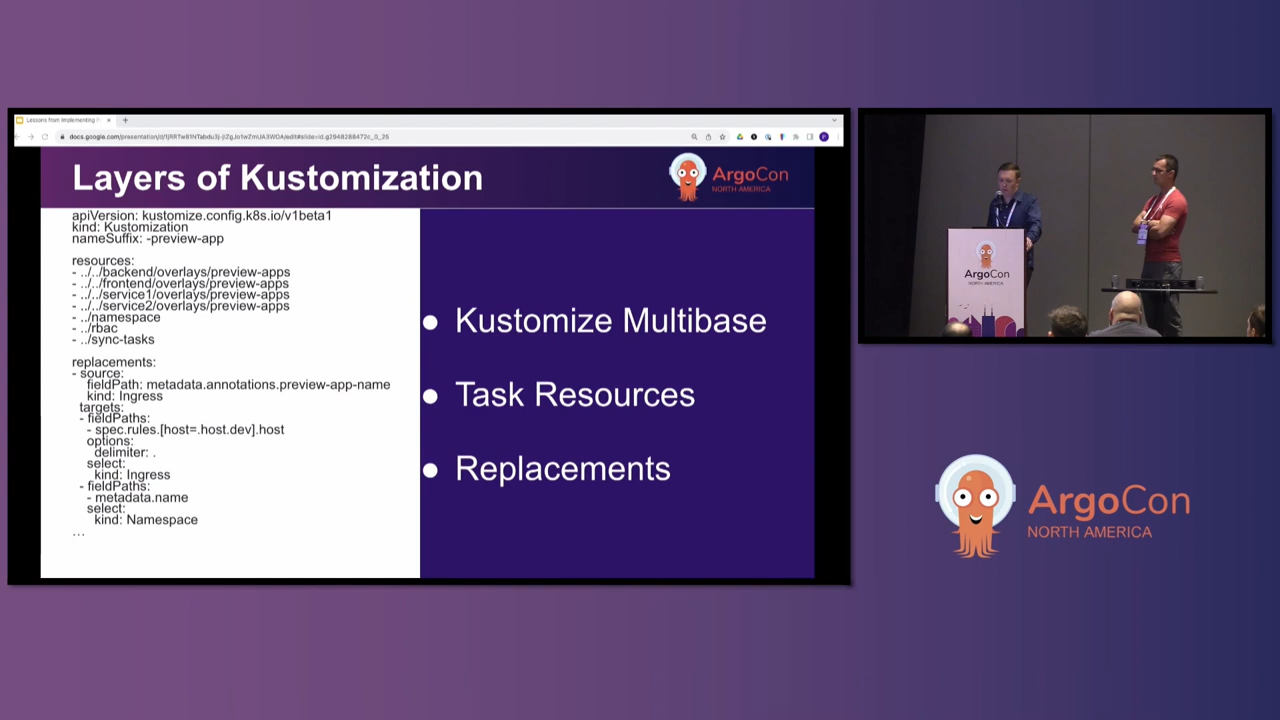 Lessons from Implementing P
Layers of Kustomization
ArgoCon
NORTH AMERICA
apiVersion: kustomize.config.k8s.io/v1beta1
kind: Kustomization
nameSuffix: -preview-app
resources:
- ../../backend/overlays/preview-apps
- ../../frontend/overlays/preview-apps
- ../../service1/overlays/preview-apps
- ../../service2/overlays/preview-apps
- ../namespace
- ../rbac
- ../sync-tasks
replacements:
- source:
fieldPath: metadata.annotations.preview-app-name
kind: Ingress
targets:
- fieldPaths:
- spec.rules.[host=.host.dev].host
options:
delimiter: .
select:
kind: Ingress
- fieldPaths:
- metadata.name
select:
kind: Namespace
…
● Kustomize Multibase
● Task Resources
● Replacements
ArgoCon
NORTH AMERICA
ArgoCon
NORTH AMERICA